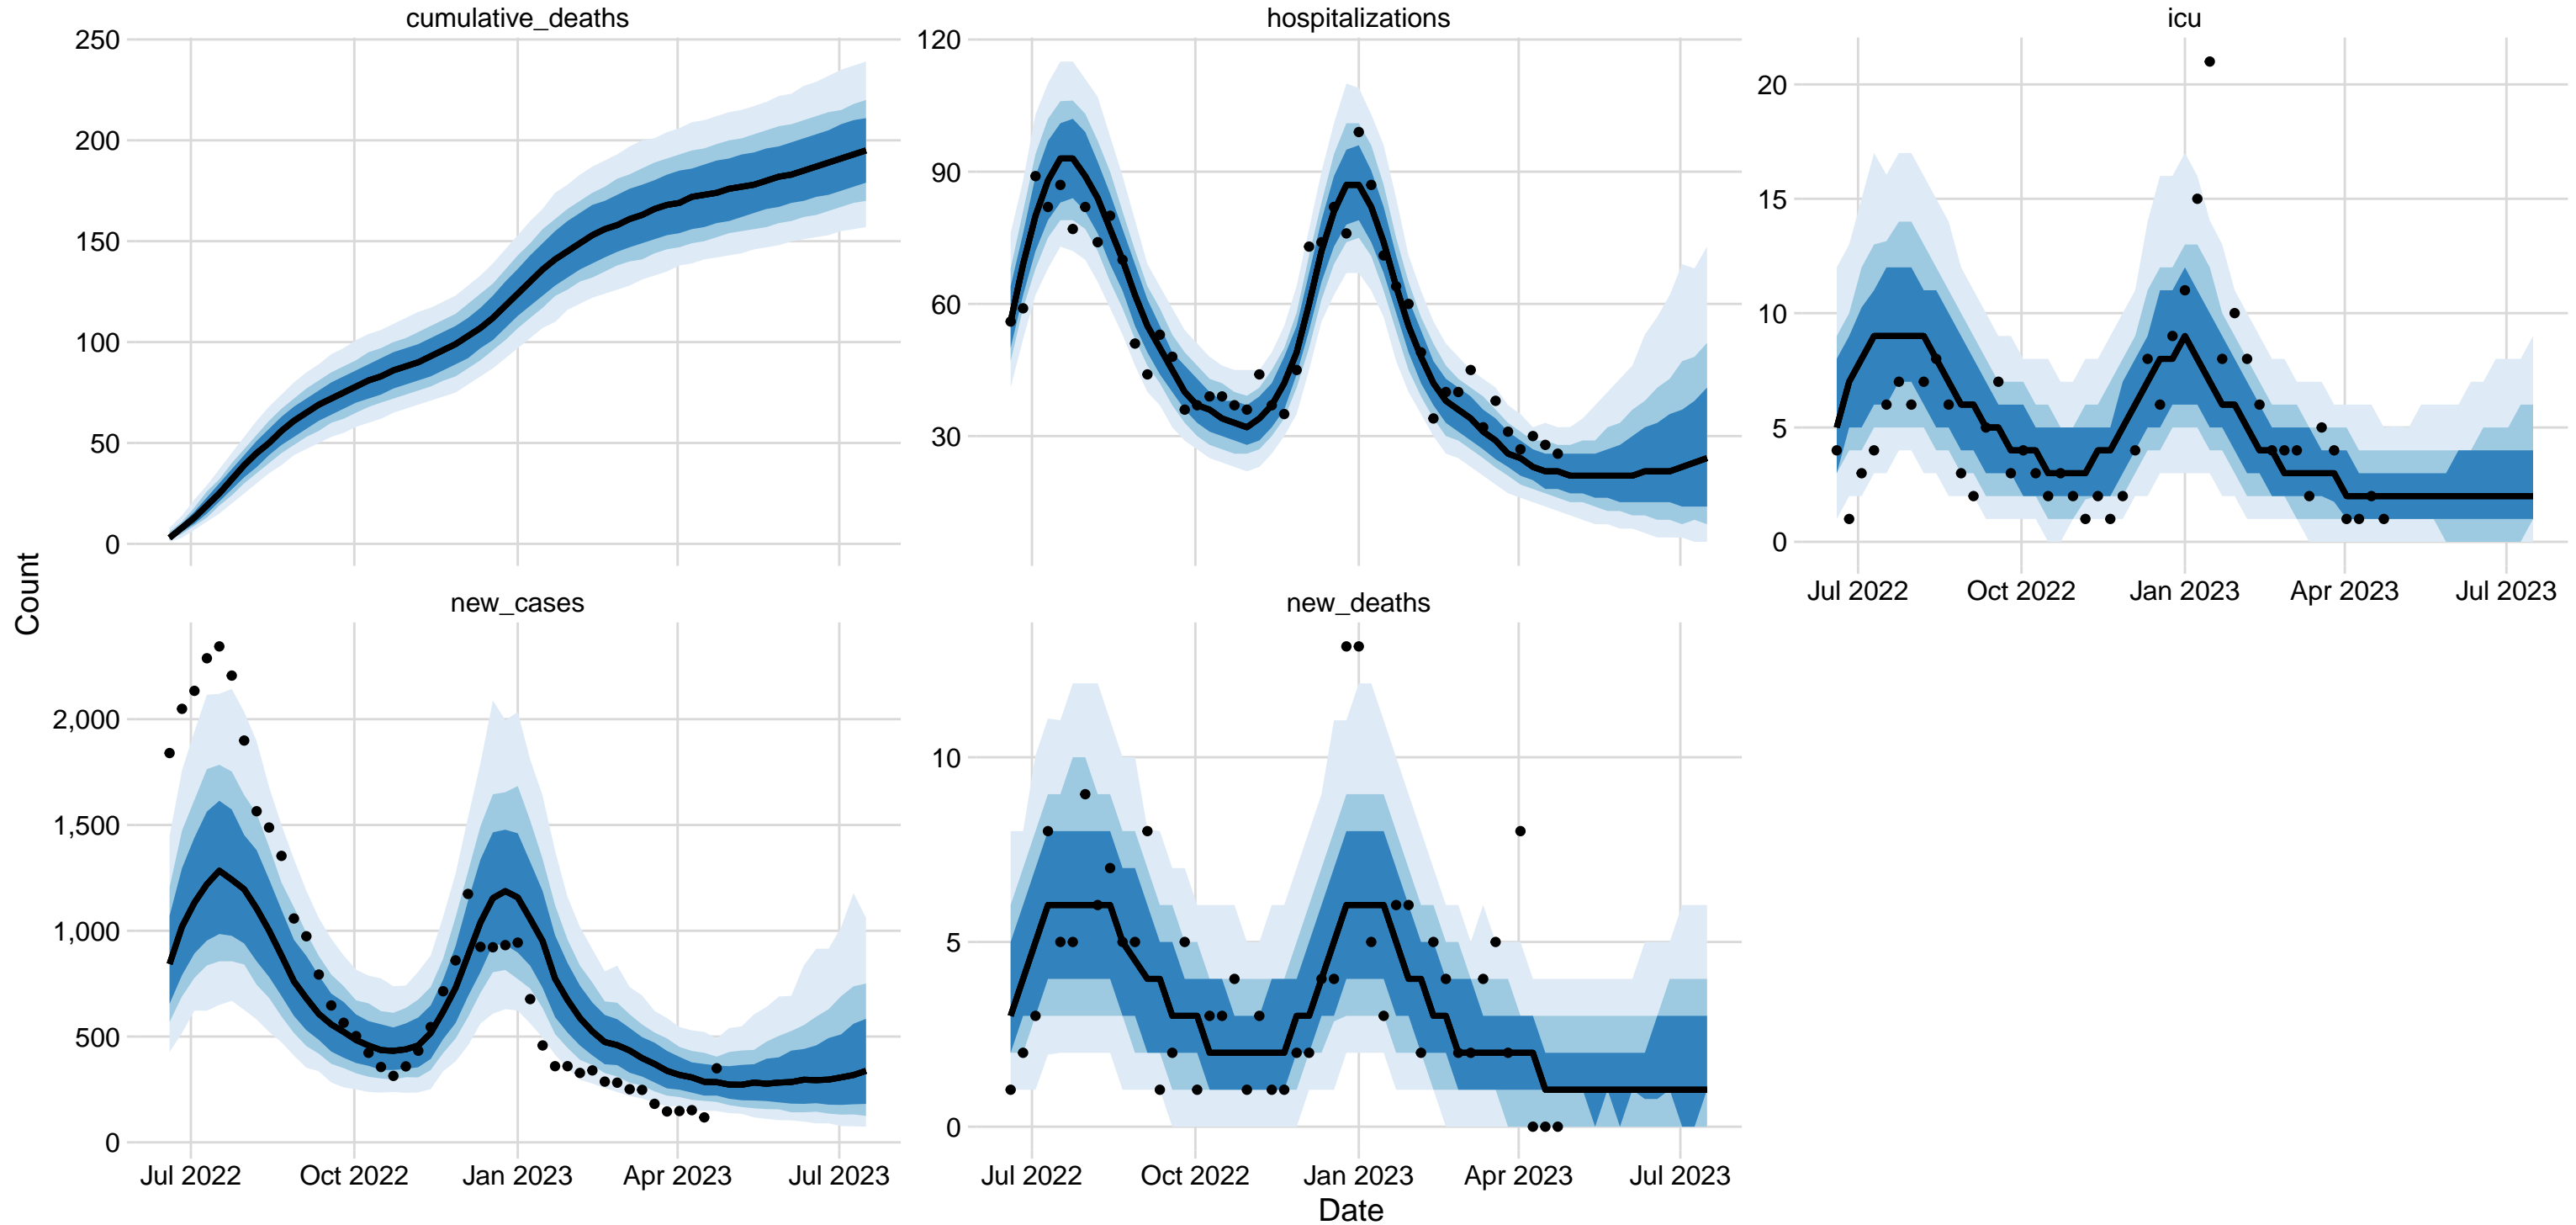 cumulative_deaths
250
200
150
100
50
0
hospitalizations
120
90
60
30
icu
20
15
10
5
0
Jul 2022 Oct 2022 Jan 2023 Apr 2023 Jul 2023
Count
new_cases
2,000
1,500
1,000
500
0
Jul 2022 Oct 2022 Jan 2023 Apr 2023 Jul 2023
new_deaths
10
5
0
Jul 2022 Oct 2022 Jan 2023 Apr 2023 Jul 2023
Date